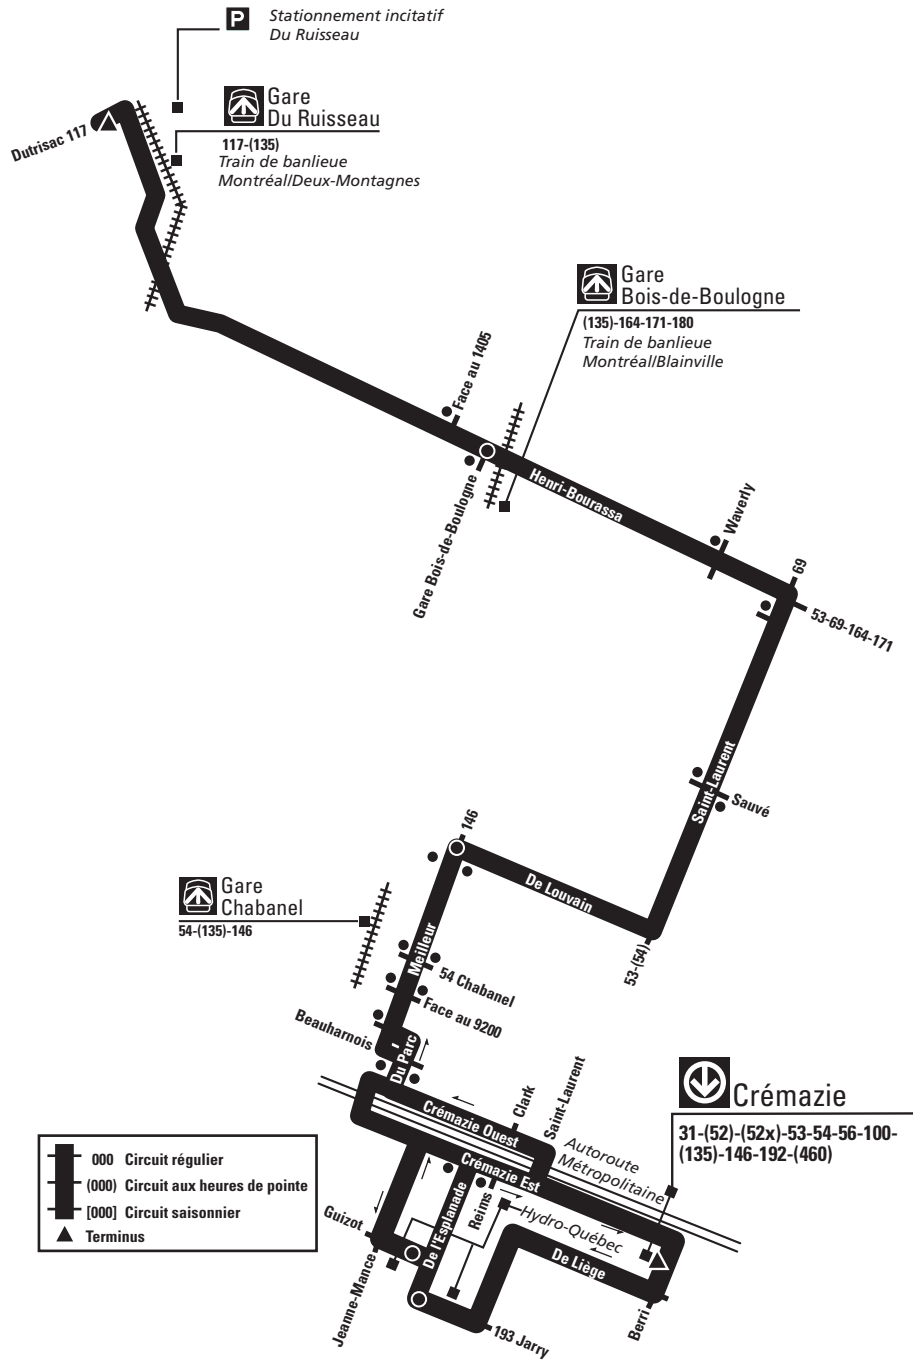 P
Stationnement incitatif
Du Ruisseau
Gare
Du Ruisseau
117-(135)
Train de banlieue
Montréal/Deux-Montagnes
Dutrisac 117
Gare
Bois-de-Boulogne
(135)-164-171-180
Train de banlieue
Montréal/Blainville
Face au 1405
Gare Bois-de-Boulogne
Henri-Bourassa
Waverly
69
53-69-164-171
Saint-Laurent
Sauvé
146
De Louvain
53-(54)
Gare
Chabanel
54-(135)-146
Meilleur
54 Chabanel
Face au 9200
Beauharnois
Du Parc
Crémazie Ouest
Clark
Saint-Laurent
Autoroute
Métropolitaine
Crémazie
31-(52)-(52x)-53-54-56-100-
(135)-146-192-(460)
Crémazie Est
Guizot
Jeanne-Mance
De l'Esplanade
Reims
Hydro-Québec
De Liège
Berri
193 Jarry
000 Circuit régulier
(000) Circuit aux heures de pointe
[000] Circuit saisonnier
Terminus